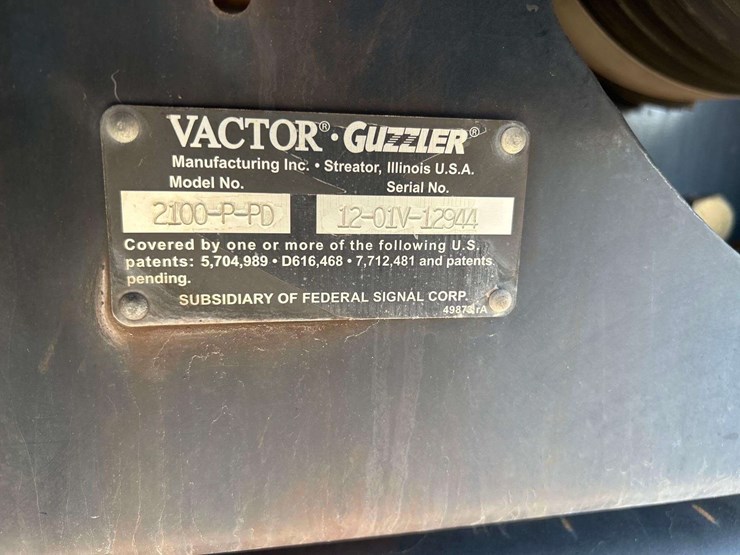 VACTOR® · GUZZLER®
Manufacturing Inc. • Streator, Illinois U.S.A.
Model No. Serial No.
2100-P-PD 12-01V-12944
Covered by one or more of the following U.S.
patents: 5,704,989 • D616,468 • 7,712,481 and patents
pending.
SUBSIDIARY OF FEDERAL SIGNAL CORP.